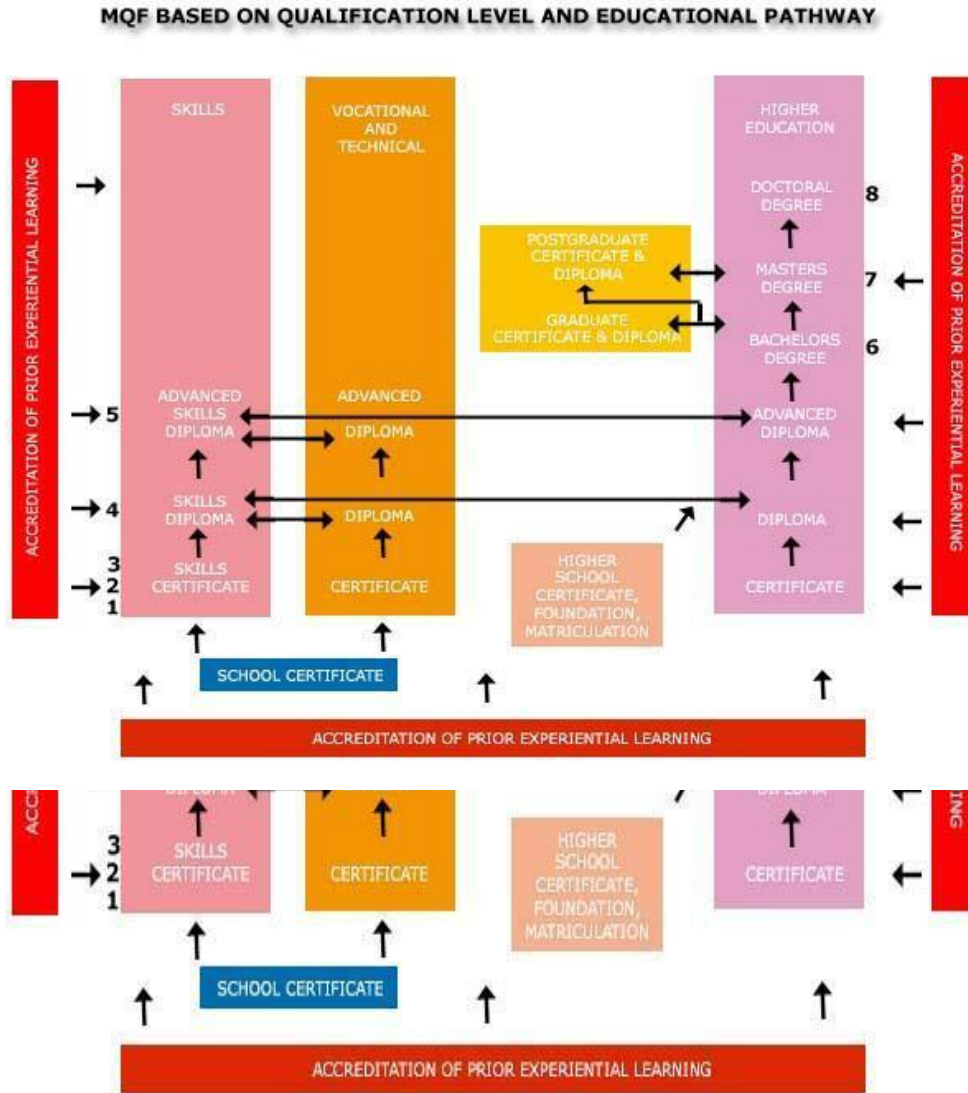 MQF BASED ON QUALIFICATION LEVEL AND EDUCATIONAL PATHWAY
ACCREDITATION OF PRIOR EXPERIENTIAL LEARNING
SKILLS
ADVANCED
SKILLS
DIPLOMA
SKILLS
DIPLOMA
SKILLS
CERTIFICATE
5
4
3
2
1
VOCATIONAL
AND
TECHNICAL
ADVANCED
DIPLOMA
DIPLOMA
CERTIFICATE
POSTGRADUATE
CERTIFICATE &
DIPLOMA
GRADUATE
CERTIFICATE & DIPLOMA
HIGHER
SCHOOL
CERTIFICATE,
FOUNDATION,
MATRICULATION
HIGHER
EDUCATION
DOCTORAL
DEGREE
MASTERS
DEGREE
BACHELORS
DEGREE
ADVANCED
DIPLOMA
DIPLOMA
CERTIFICATE
8
7
6
ACCREDITATION OF PRIOR EXPERIENTIAL LEARNING
SCHOOL CERTIFICATE
ACCREDITATION OF PRIOR EXPERIENTIAL LEARNING
ACCR
DIPLOMA
3
2
1
SKILLS
CERTIFICATE
CERTIFICATE
HIGHER
SCHOOL
CERTIFICATE,
FOUNDATION,
MATRICULATION
DIPLOMA
CERTIFICATE
NING
SCHOOL CERTIFICATE
ACCREDITATION OF PRIOR EXPERIENTIAL LEARNING